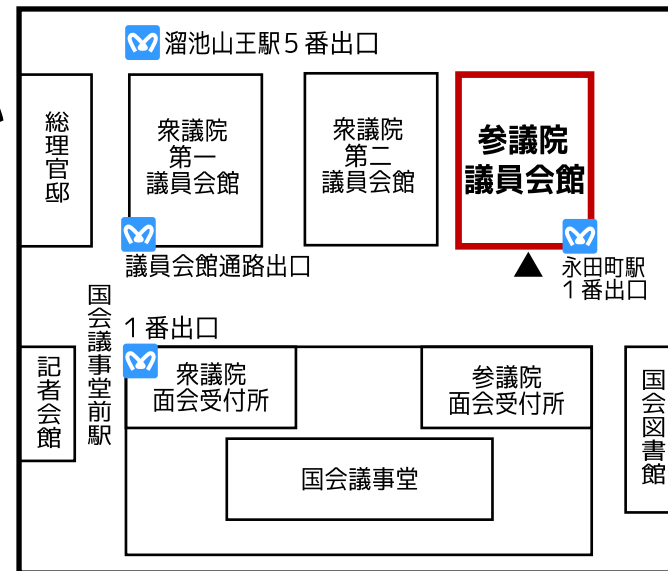 溜池山王駅5番出口
総理官邸
衆議院
第一
議員会館
衆議院
第二
議員会館
参議院
議員会館
議員会館通路出口
永田町駅
1番出口
国会議事堂前駅
1番出口
記者会館
衆議院
面会受付所
参議院
面会受付所
国会図書館
国会議事堂